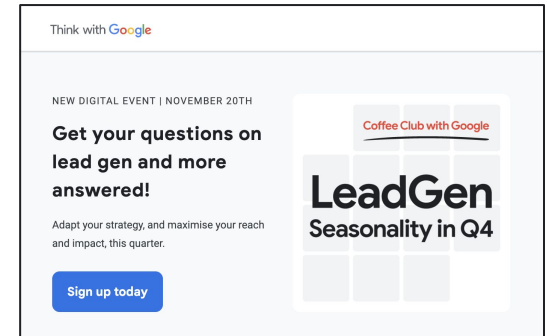 Think with Google
NEW DIGITAL EVENT | NOVEMBER 20TH
Get your questions on
lead gen and more
answered!
Adapt your strategy, and maximise your reach
and impact, this quarter.
Sign up today
Coffee Club with Google
LeadGen
Seasonality in Q4